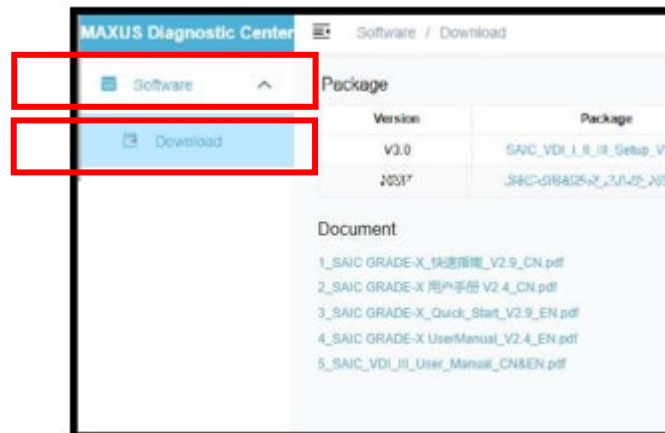 MAXUS Diagnostic Center
Software / Download
Software
Download
Package
Version Package
V3.0 SAIC_VDI_I_II_III_Setup_V
Document
1_SAIC GRADE-X_快速指南_V2.9_CN.pdf
2_SAIC GRADE-X 用户手册 V2.4_CN.pdf
3_SAIC GRADE-X_Quick_Start_V2.9_EN.pdf
4_SAIC GRADE-X UserManual_V2.4_EN.pdf
5_SAIC_VDI_III_User_Manual_CN&EN.pdf